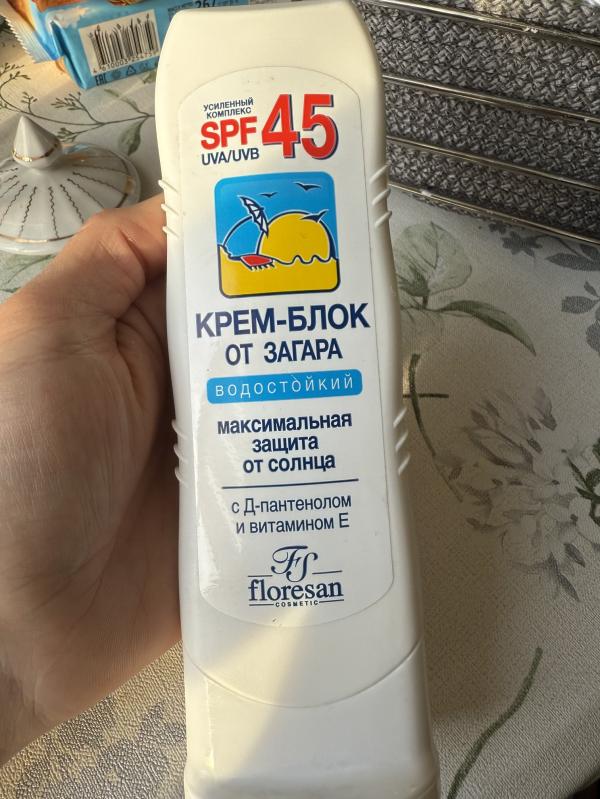 УСИЛЕННЫЙ
КОМПЛЕКС
SPF 45
UVA/UVB
КРЕМ-БЛОК
ОТ ЗАГАРА
ВОДОСТОЙКИЙ
максимальная
защита
от солнца
с Д-пантенолом
и витамином Е
FS
floresan
COSMETIC